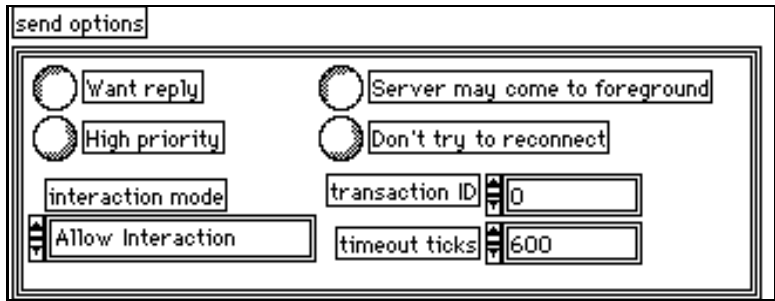 send options
Want reply
Server may come to foreground
High priority
Don't try to reconnect
interaction mode
transaction ID 0
Allow Interaction
timeout ticks 600